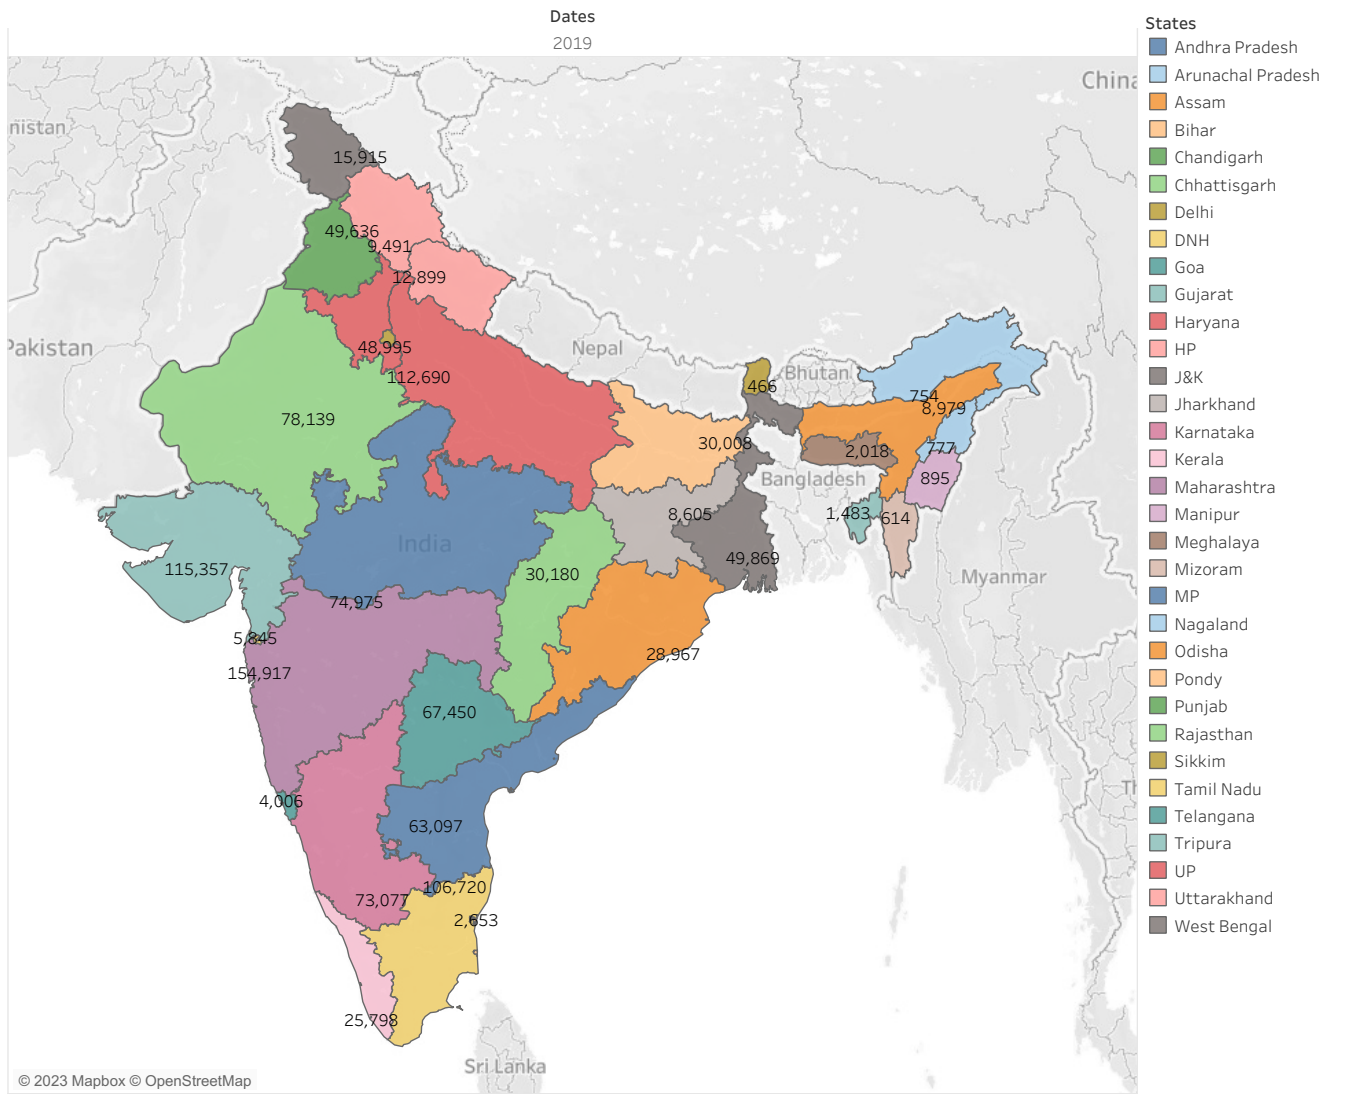 Dates
2019
States
Andhra Pradesh
Arunachal Pradesh
Assam
Bihar
Chandigarh
Chhattisgarh
Delhi
DNH
Goa
Gujarat
Haryana
HP
J&K
Jharkhand
Karnataka
Kerala
Maharashtra
Manipur
Meghalaya
Mizoram
MP
Nagaland
Odisha
Pondy
Punjab
Rajasthan
Sikkim
Tamil Nadu
Telangana
Tripura
UP
Uttarakhand
West Bengal
China
nistan
15,915
49,636
9,491
12,899
Pakistan
48,995
Nepal
112,690
Bhutan
466
754
8,979
78,139
30,008
2,018
777
Bangladesh
895
8,605
1,483
614
India
49,869
115,357
30,180
Myanmar
74,975
5,845
28,967
154,917
67,450
Th
4,006
63,097
106,720
73,077
2,653
25,798
Sri Lanka
© 2023 Mapbox © OpenStreetMap